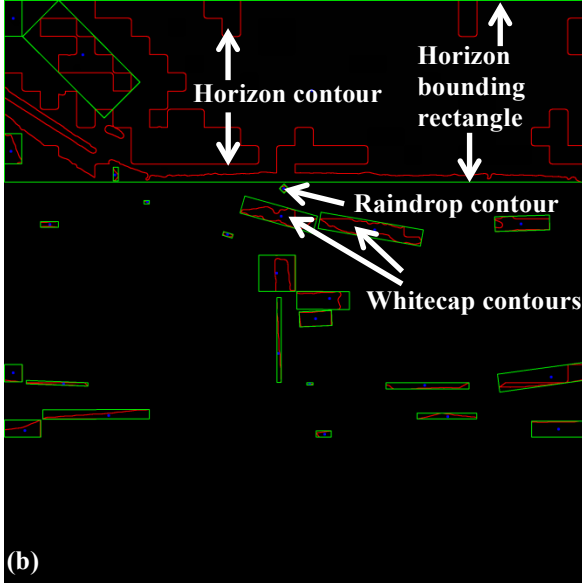 Horizon contour
Horizon
bounding
rectangle
Raindrop contour
Whitecap contours
(b)